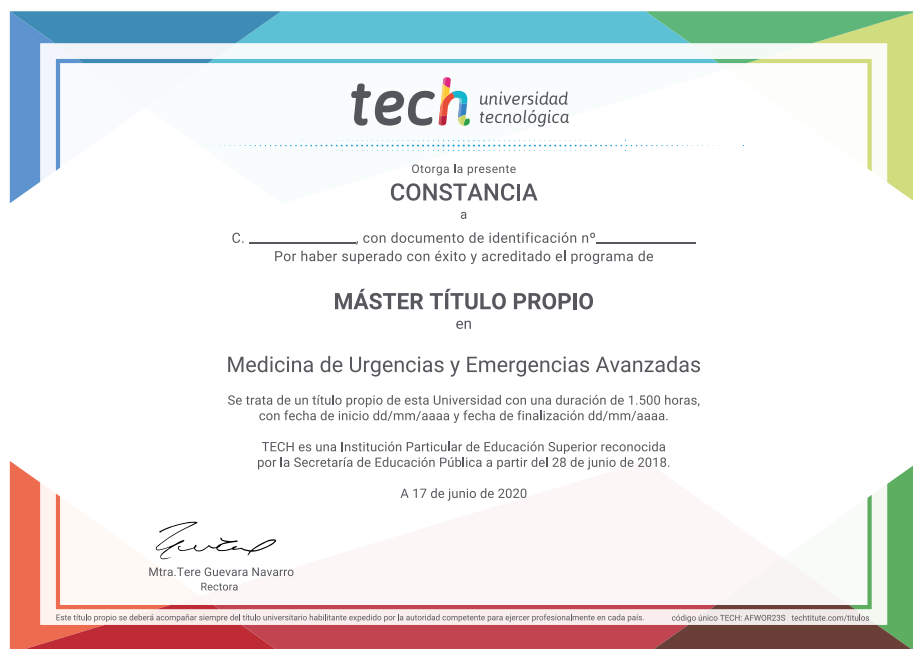 tech universidad
tecnológica
Otorga la presente
CONSTANCIA
a
C. ____________, con documento de identificación nº___________
Por haber superado con éxito y acreditado el programa de
MÁSTER TÍTULO PROPIO
en
Medicina de Urgencias y Emergencias Avanzadas
Se trata de un título propio de esta Universidad con una duración de 1.500 horas,
con fecha de inicio dd/mm/aaaa y fecha de finalización dd/mm/aaaa.
TECH es una Institución Particular de Educación Superior reconocida
por la Secretaría de Educación Pública a partir del 28 de junio de 2018.
A 17 de junio de 2020
Mtra.Tere Guevara Navarro
Rectora
Este título propio se deberá acompañar siempre del título universitario habilitante expedido por la autoridad competente para ejercer profesionalmente en cada país. código único TECH: AFWOR23S techtitute.com/titulos